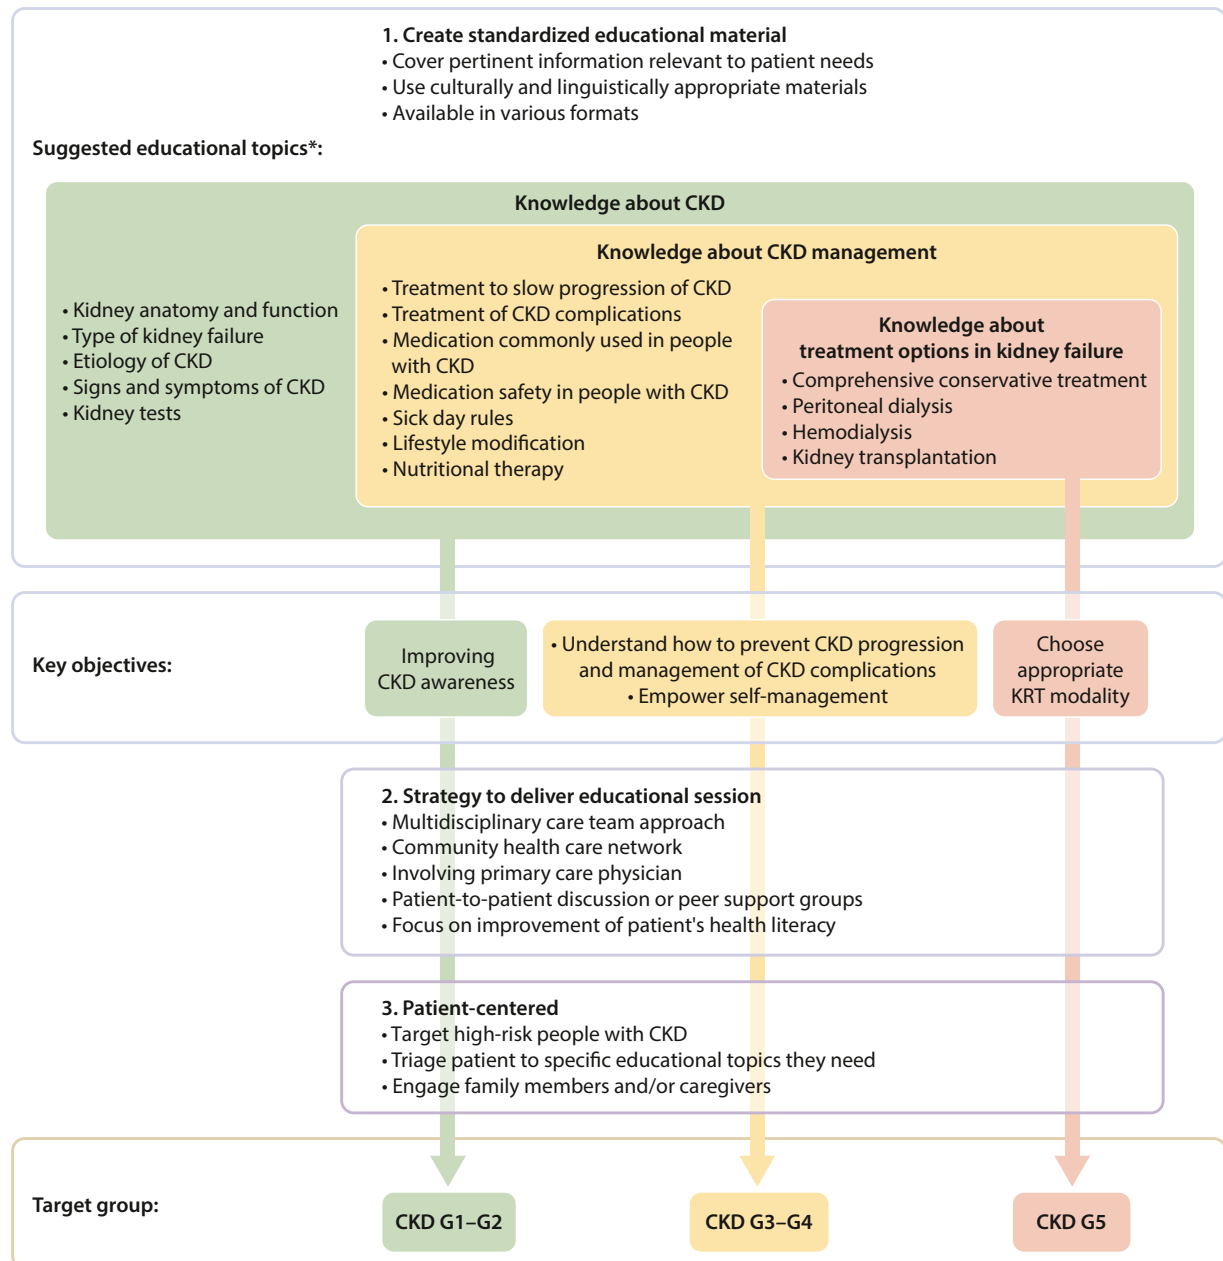 1. Create standardized educational material
• Cover pertinent information relevant to patient needs
• Use culturally and linguistically appropriate materials
• Available in various formats
Suggested educational topics*:
Knowledge about CKD
• Kidney anatomy and function
• Type of kidney failure
• Etiology of CKD
• Signs and symptoms of CKD
• Kidney tests
Knowledge about CKD management
• Treatment to slow progression of CKD
• Treatment of CKD complications
• Medication commonly used in people
with CKD
• Medication safety in people with CKD
• Sick day rules
• Lifestyle modification
• Nutritional therapy
Knowledge about
treatment options in kidney failure
• Comprehensive conservative treatment
• Peritoneal dialysis
• Hemodialysis
• Kidney transplantation
Key objectives:
Improving
CKD awareness
• Understand how to prevent CKD progression
and management of CKD complications
• Empower self-management
Choose
appropriate
KRT modality
2. Strategy to deliver educational session
• Multidisciplinary care team approach
• Community health care network
• Involving primary care physician
• Patient-to-patient discussion or peer support groups
• Focus on improvement of patient's health literacy
3. Patient-centered
• Target high-risk people with CKD
• Triage patient to specific educational topics they need
• Engage family members and/or caregivers
Target group:
CKD G1–G2
CKD G3–G4
CKD G5